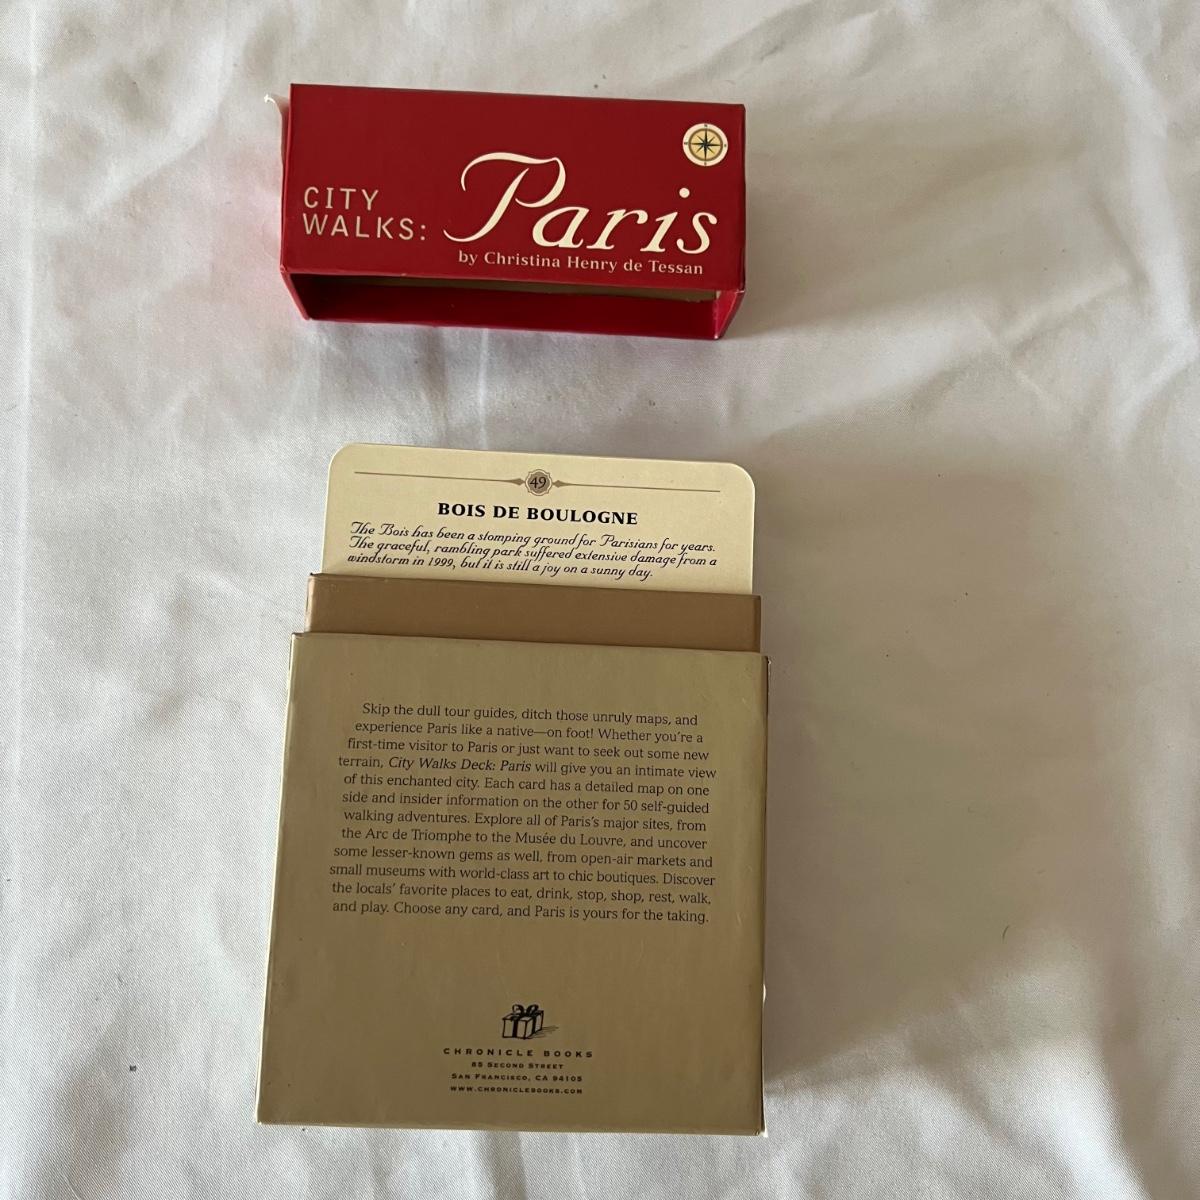 CITY
WALKS: Paris
by Christina Henry de Tessan
49
BOIS DE BOULOGNE
The Bois has been a stomping ground for Parisians for years.
The graceful, rambling park suffered extensive damage from a
windstorm in 1999, but it is still a joy on a sunny day.
Skip the dull tour guides, ditch those unruly maps, and
experience Paris like a native—on foot! Whether you're a
first-time visitor to Paris or just want to seek out some new
terrain, City Walks Deck: Paris will give you an intimate view
of this enchanted city. Each card has a detailed map on one
side and insider information on the other for 50 self-guided
walking adventures. Explore all of Paris's major sites, from
the Arc de Triomphe to the Musée du Louvre, and uncover
some lesser-known gems as well, from open-air markets and
small museums with world-class art to chic boutiques. Discover
the locals' favorite places to eat, drink, stop, shop, rest, walk,
and play. Choose any card, and Paris is yours for the taking.
CHRONICLE BOOKS
85 SECOND STREET
SAN FRANCISCO, CA 94105
WWW.CHRONICLEBOOKS.COM